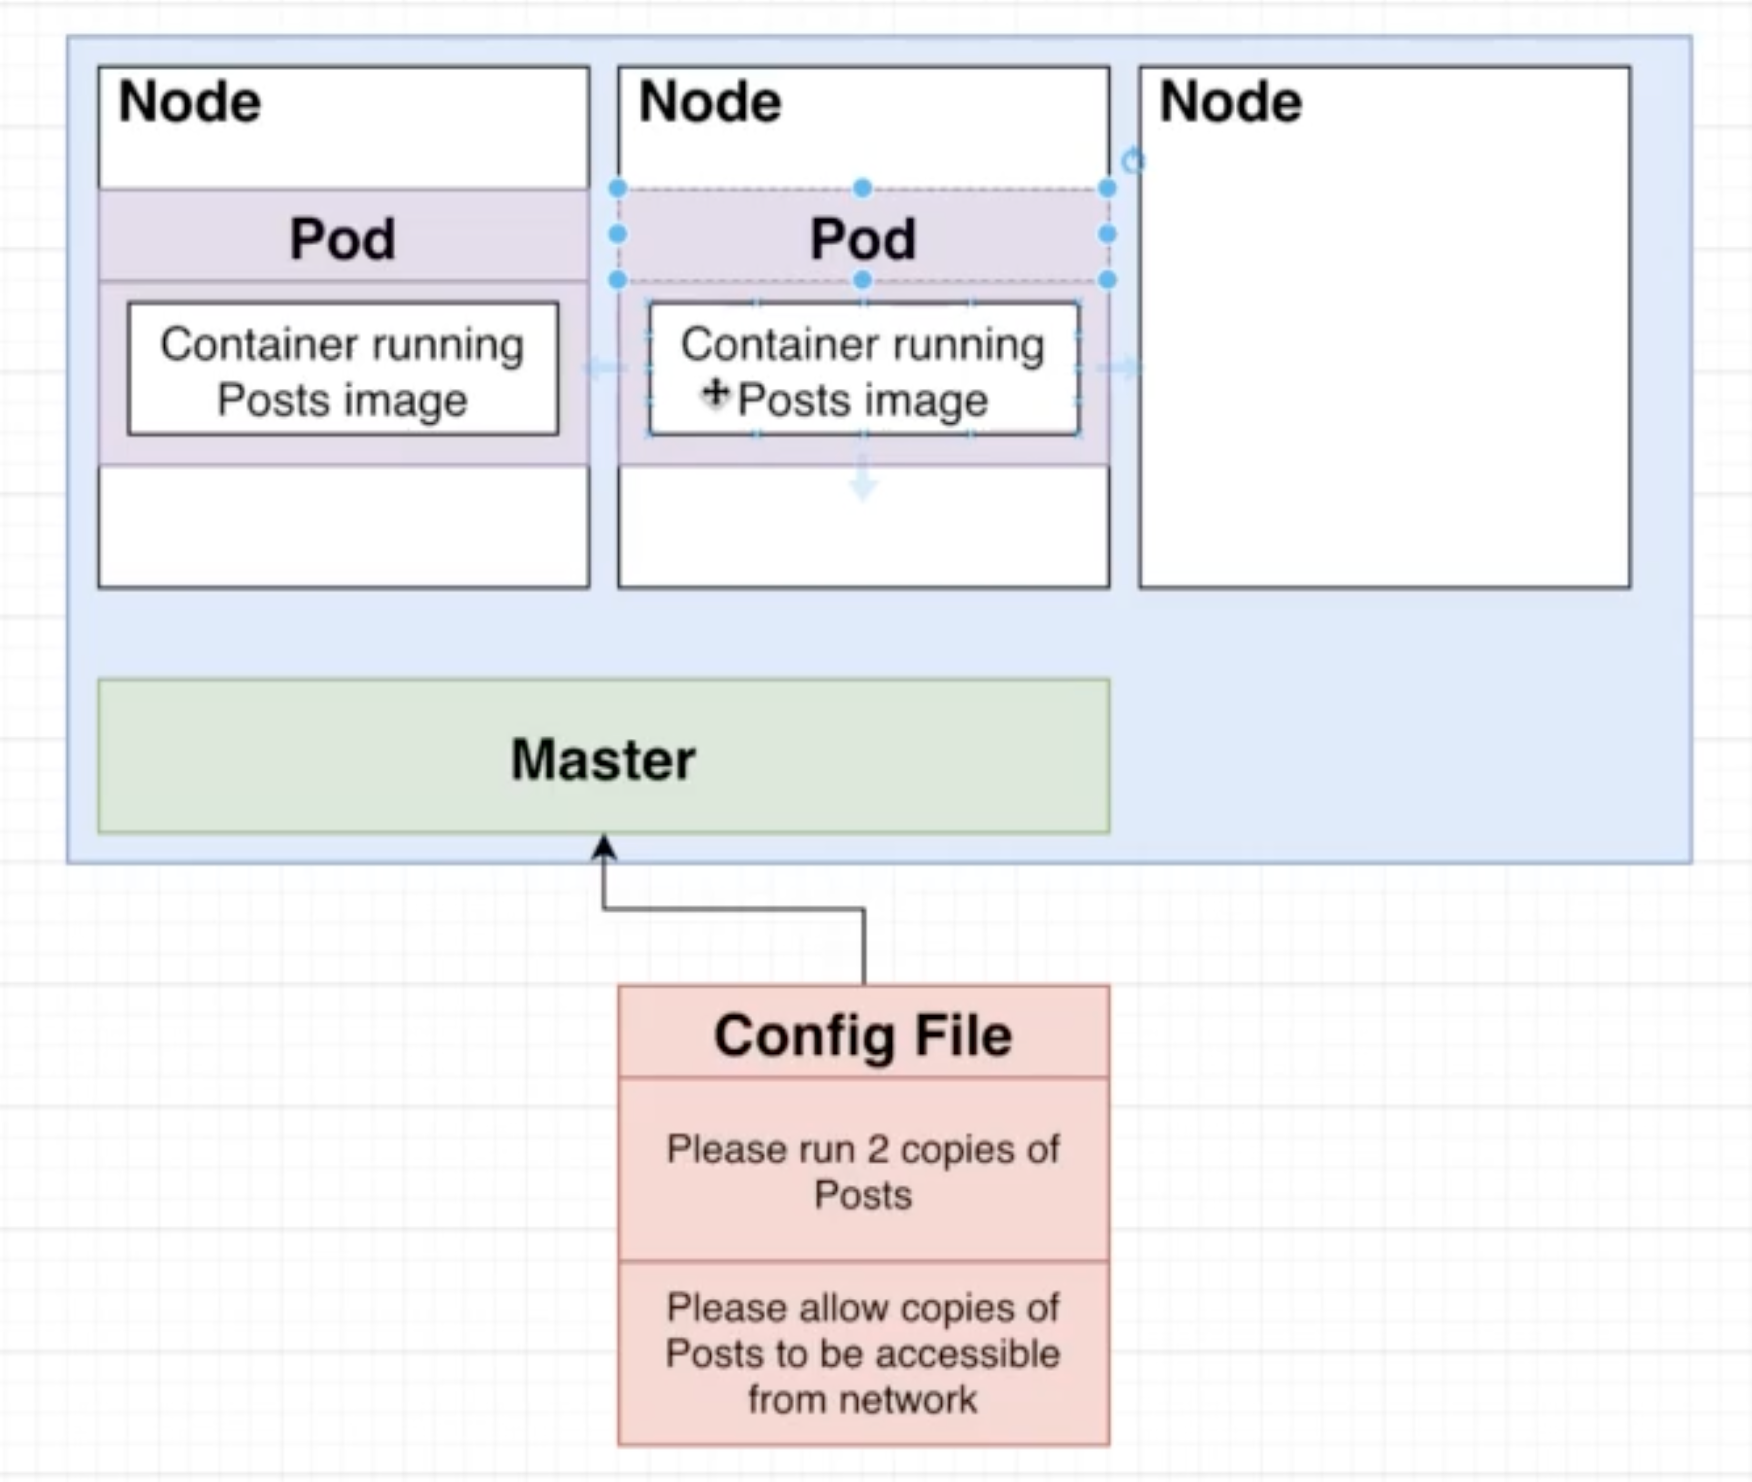 Node
Node
Node
Pod
Pod
Container running
Posts image
Container running
Posts image
Master
Config File
Please run 2 copies of
Posts
Please allow copies of
Posts to be accessible
from network